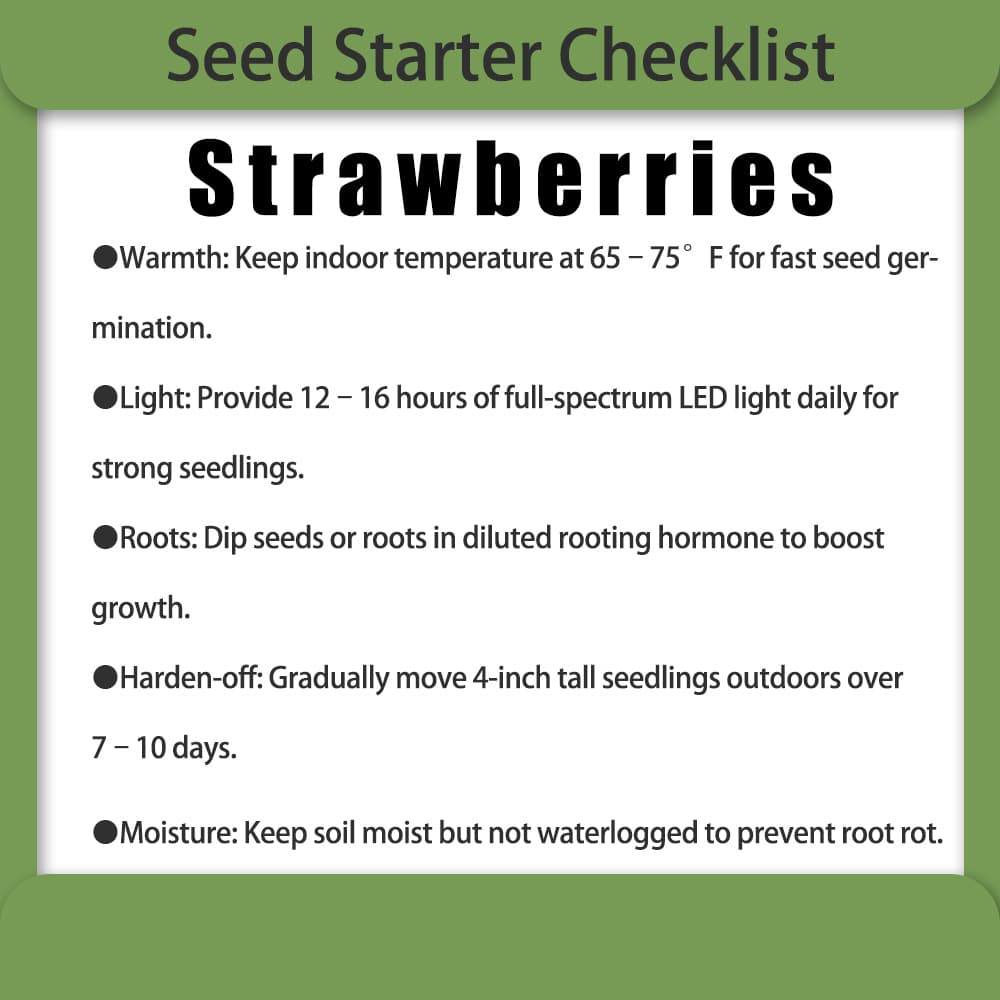 Seed Starter Checklist
Strawberries
●Warmth: Keep indoor temperature at 65 – 75° F for fast seed ger-
mination.
●Light: Provide 12 – 16 hours of full-spectrum LED light daily for
strong seedlings.
●Roots: Dip seeds or roots in diluted rooting hormone to boost
growth.
●Harden-off: Gradually move 4-inch tall seedlings outdoors over
7 – 10 days.
●Moisture: Keep soil moist but not waterlogged to prevent root rot.